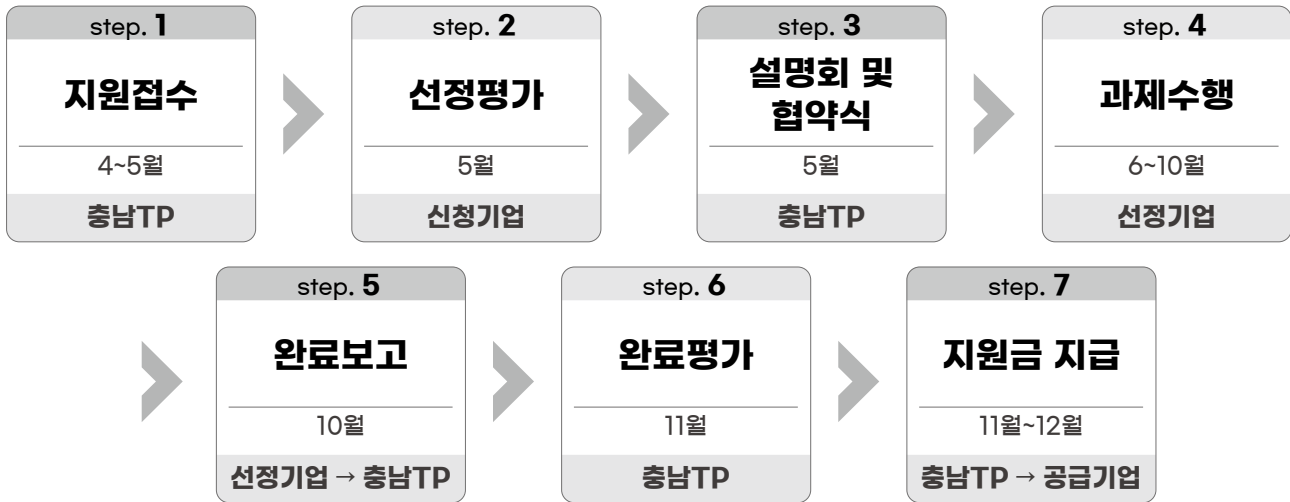 step. 1
지원접수
4~5월
충남TP
step. 2
선정평가
5월
신청기업
step. 3
설명회 및
협약식
5월
충남TP
step. 4
과제수행
6~10월
선정기업
step. 5
완료보고
10월
선정기업 → 충남TP
step. 6
완료평가
11월
충남TP
step. 7
지원금 지급
11월~12월
충남TP → 공급기업